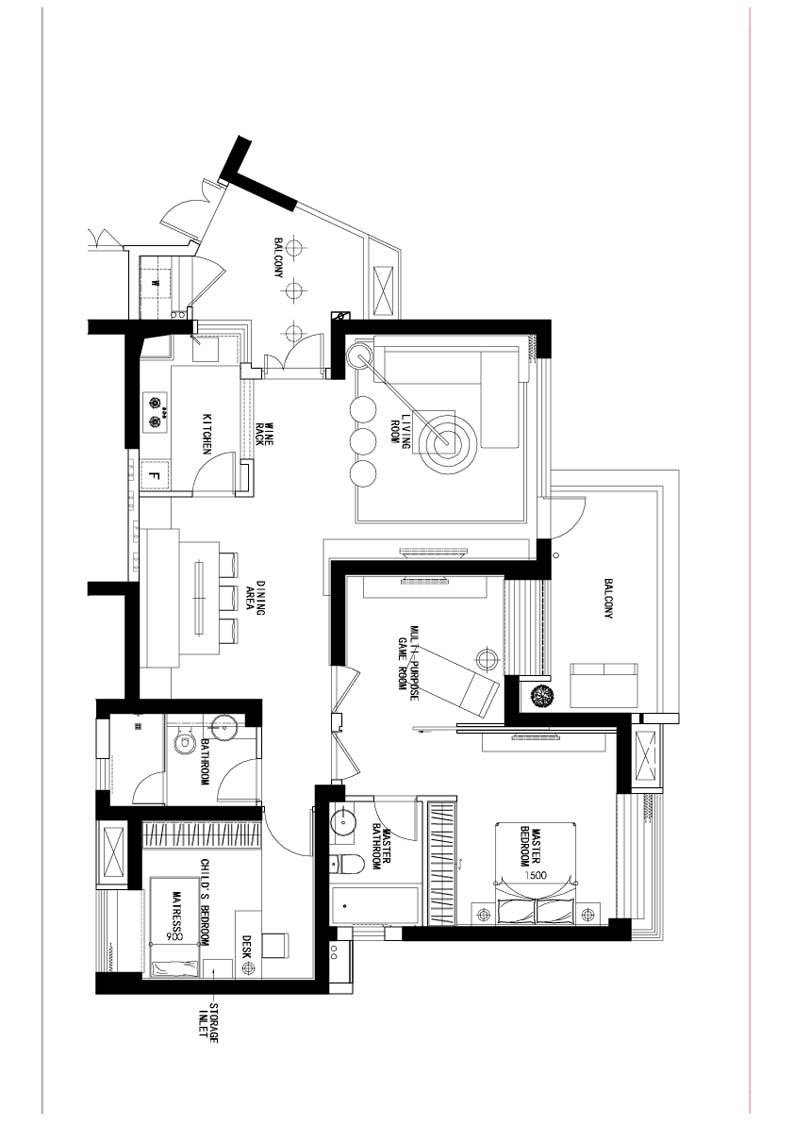 BALCONY
W
WINE
RACK
KITCHEN
F
LIVING
ROOM
DINING
AREA
BALCONY
MULTI-PURPOSE
GAME ROOM
BATHROOM
MASTER
BATHROOM
MASTER
BEDROOM
1500
CHILD'S BEDROOM
MATRESS
900
DESK
STORAGE
INLET